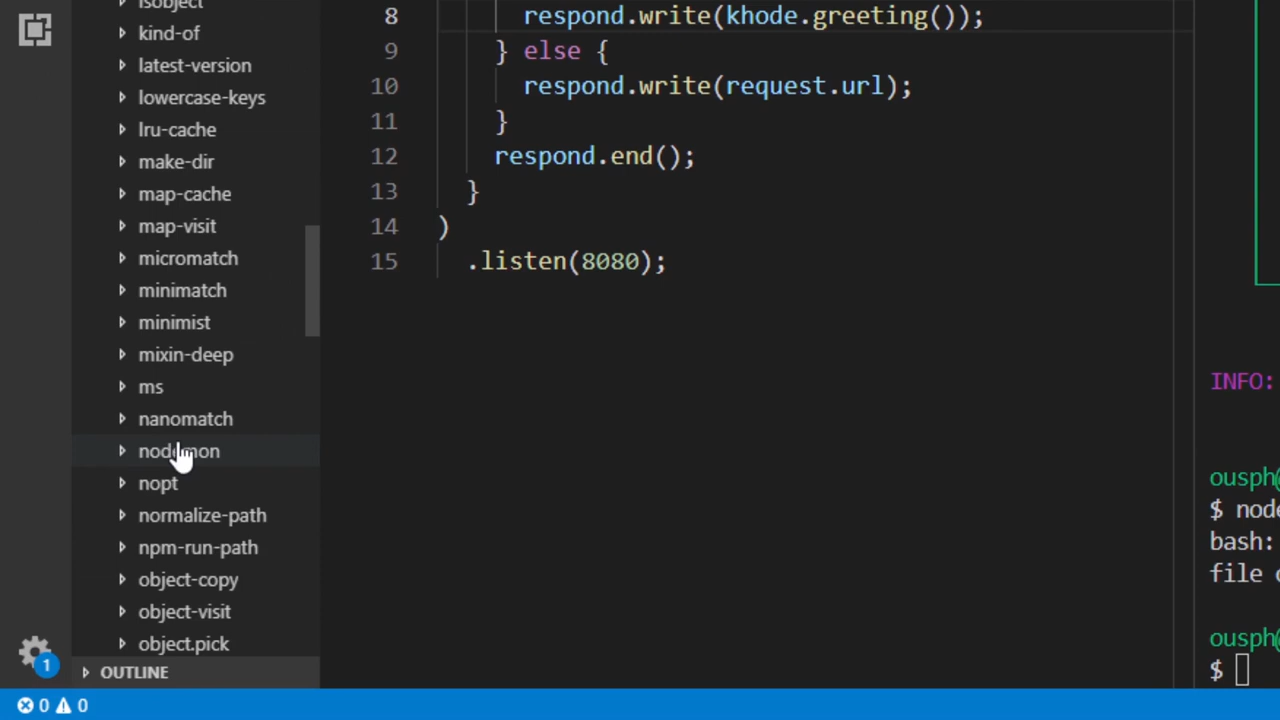 isobject
kind-of
latest-version
lowercase-keys
lru-cache
make-dir
map-cache
map-visit
micromatch
minimatch
minimist
mixin-deep
ms
nanomatch
nodemon
nopt
normalize-path
npm-run-path
object-copy
object-visit
object.pick
OUTLINE
1
0 0
8 respond.write(khode.greeting());
9 } else {
10 respond.write(request.url);
11 }
12 respond.end();
13 }
14 )
15 .listen(8080);
INFO:
ousph@
$ node
bash:
file
ousph@
$